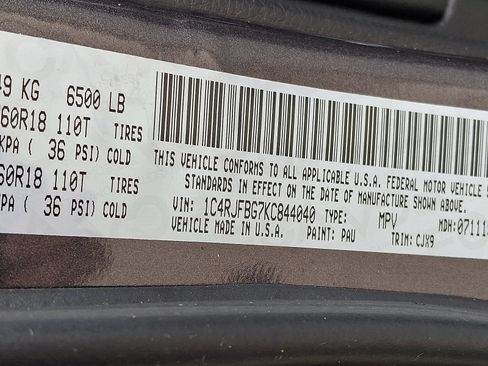 49 KG 6500 LB
60R18 110T TIRES
KPA ( 36 PSI) COLD
60R18 110T TIRES
KPA ( 36 PSI) COLD
THIS VEHICLE CONFORMS TO ALL APPLICABLE U.S.A. FEDERAL MOTOR VEHICLE
STANDARDS IN EFFECT ON THE DATE OF MANUFACTURE SHOWN ABOVE.
VIN: 1C4RJFBG7KC844040 TYPE: MPV MDH: 07111
VEHICLE MADE IN U.S.A. PAINT: PAU TRIM: CJX9